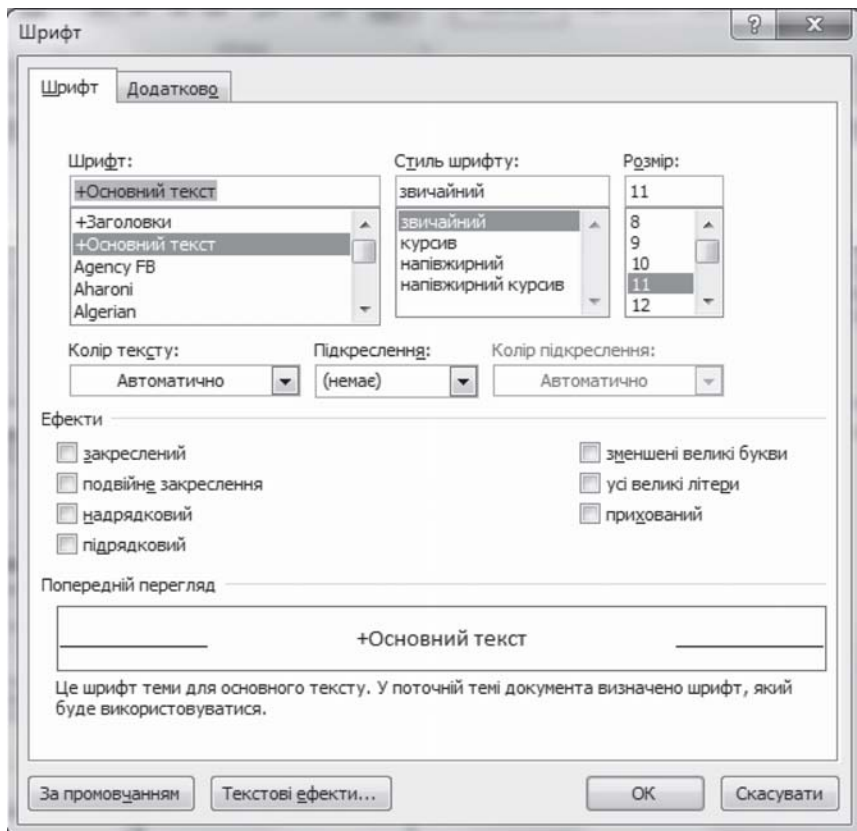 Шрифт
Шрифт Додатково
Шрифт: Стиль шрифту: Розмір:
+Основний текст звичайний 11
+Заголовки звичайний 8
+Основний текст курсив 9
Agency FB напівжирний 10
Aharoni напівжирний курсив 11
Algerian 12
Колір тексту: Підкреслення: Колір підкреслення:
Автоматично (немає) Автоматично
Ефекти
закреслений зменшені великі букви
подвійне закреслення усі великі літери
надрядковий прихований
підрядковий
Попередній перегляд
+Основний текст
Це шрифт теми для основного тексту. У поточній темі документа визначено шрифт, який
буде використовуватися.
За промовчанням Текстові ефекти... ОК Скасувати